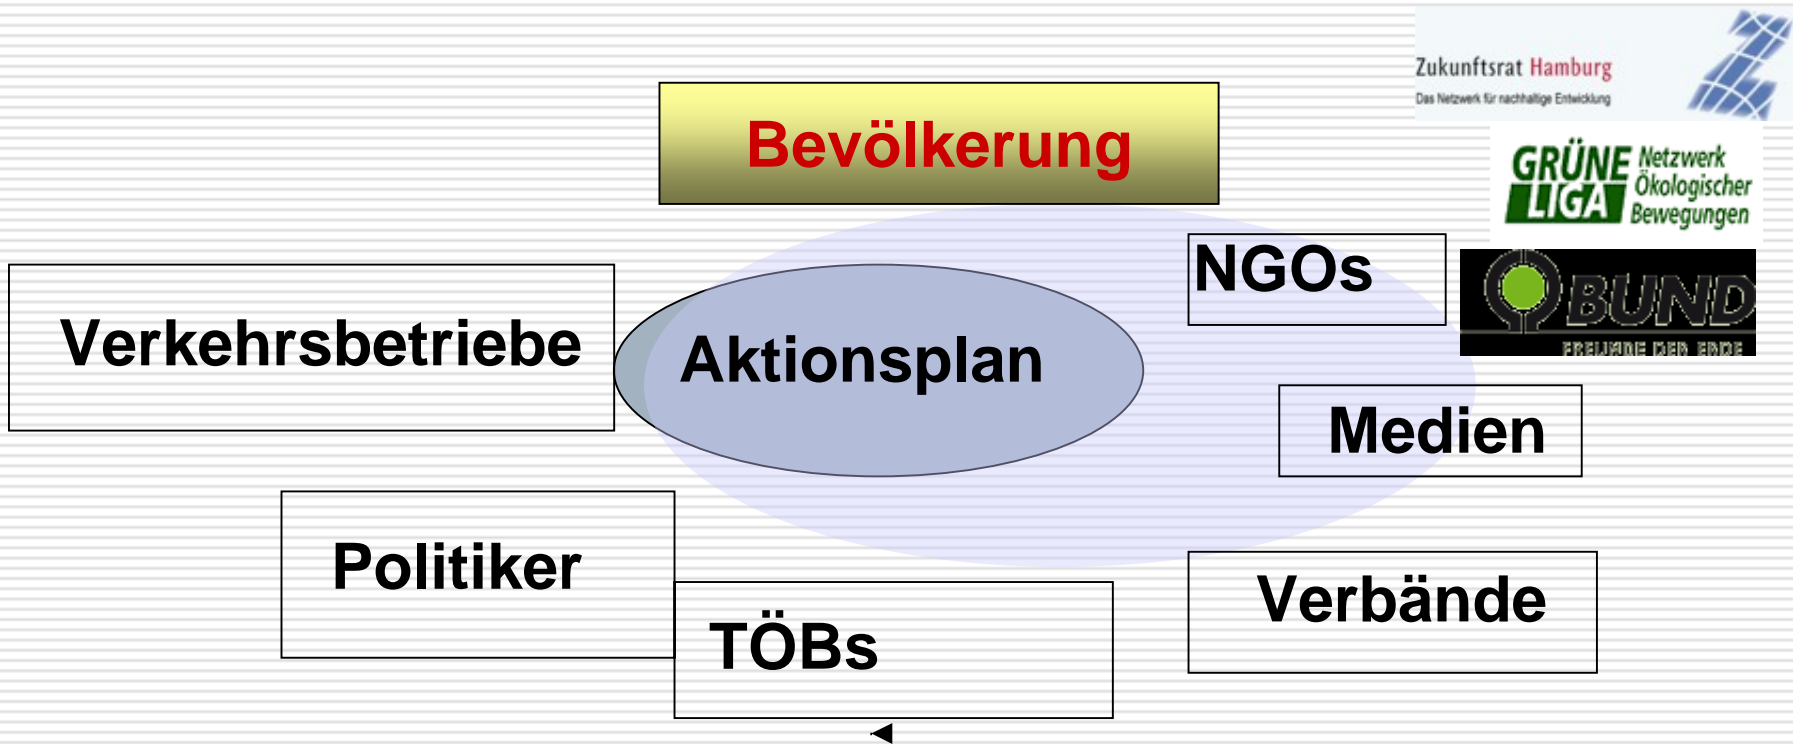 Zukunftsrat Hamburg
Das Netzwerk für nachhaltige Entwicklung
Bevölkerung
GRÜNE LIGA
Netzwerk
Ökologischer
Bewegungen
NGOs
BUND
FREUNDE DER ERDE
Verkehrsbetriebe
Aktionsplan
Medien
Politiker
TÖBs
Verbände